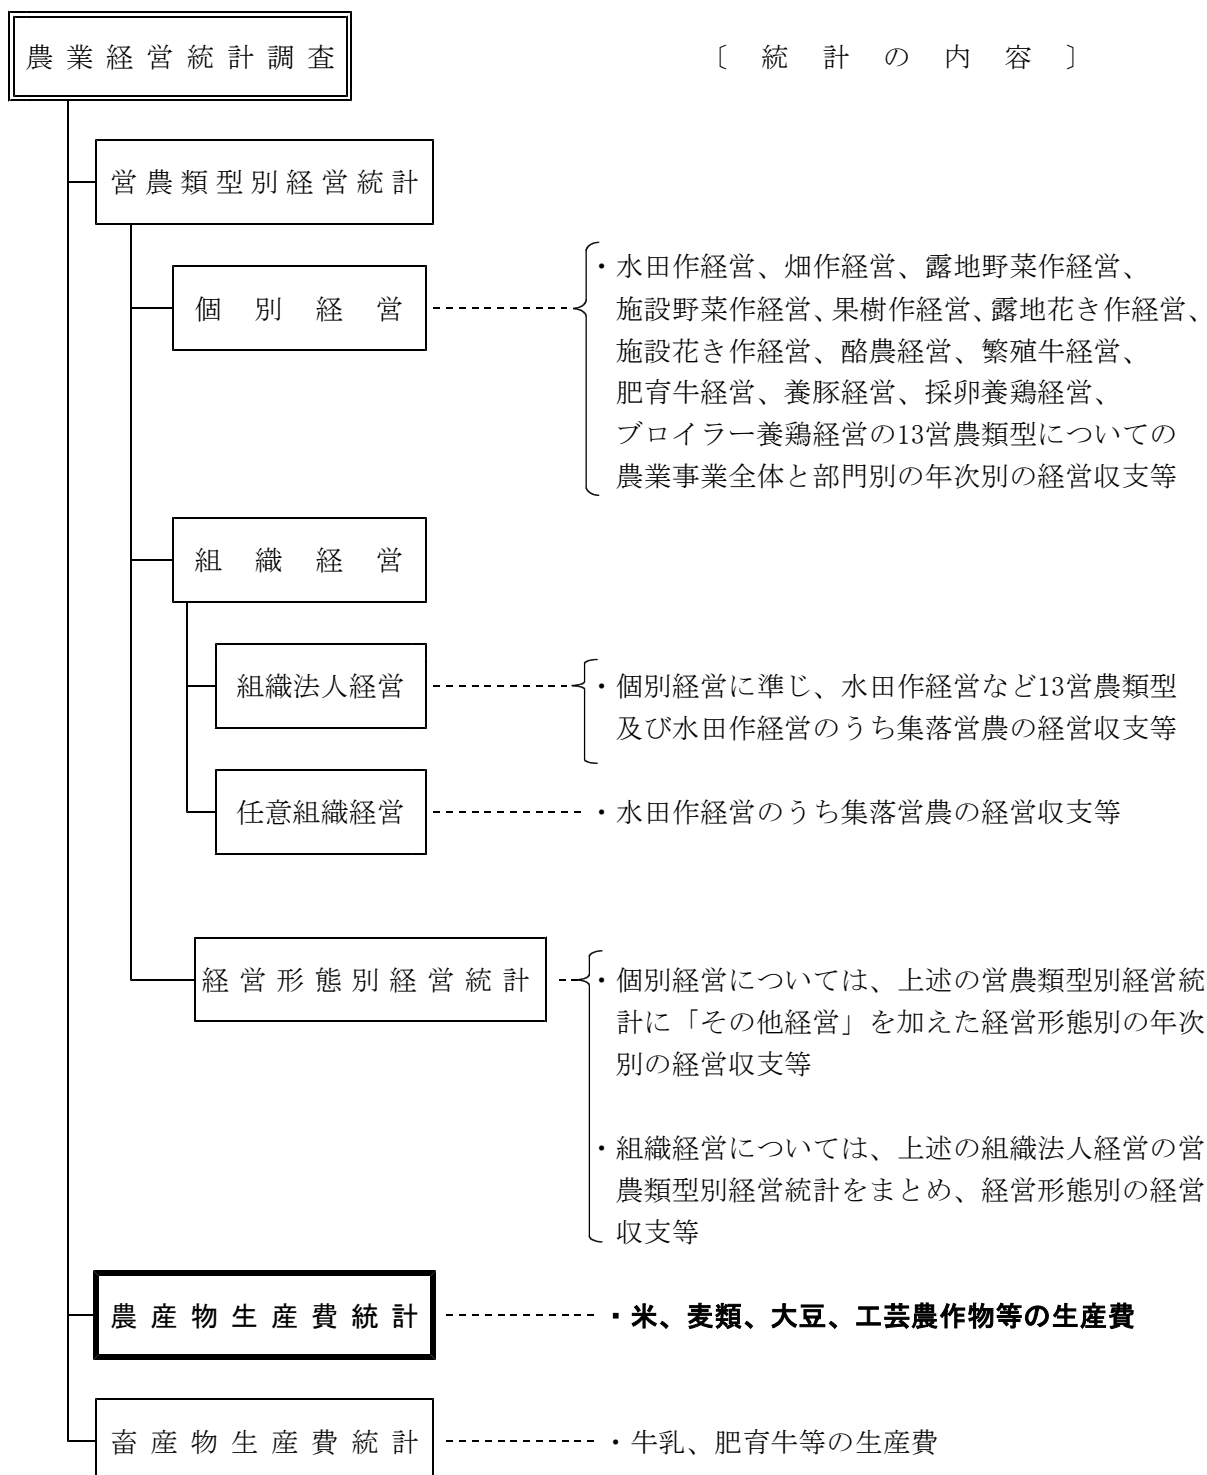 農業経営統計調査
〔 統 計 の 内 容 〕
営農類型別経営統計
個 別 経 営
・水田作経営、畑作経営、露地野菜作経営、
施設野菜作経営、果樹作経営、露地花き作経営、
施設花き作経営、酪農経営、繁殖牛経営、
肥育牛経営、養豚経営、採卵養鶏経営、
ブロイラー養鶏経営の13営農類型についての
農業事業全体と部門別の年次別の経営収支等
組 織 経 営
組織法人経営
・個別経営に準じ、水田作経営など13営農類型
及び水田作経営のうち集落営農の経営収支等
任意組織経営
・水田作経営のうち集落営農の経営収支等
経営形態別経営統計
・個別経営については、上述の営農類型別経営統
計に「その他経営」を加えた経営形態別の年次
別の経営収支等
・組織経営については、上述の組織法人経営の営
農類型別経営統計をまとめ、経営形態別の経営
収支等
農産物生産費統計
・米、麦類、大豆、工芸農作物等の生産費
畜産物生産費統計
・牛乳、肥育牛等の生産費